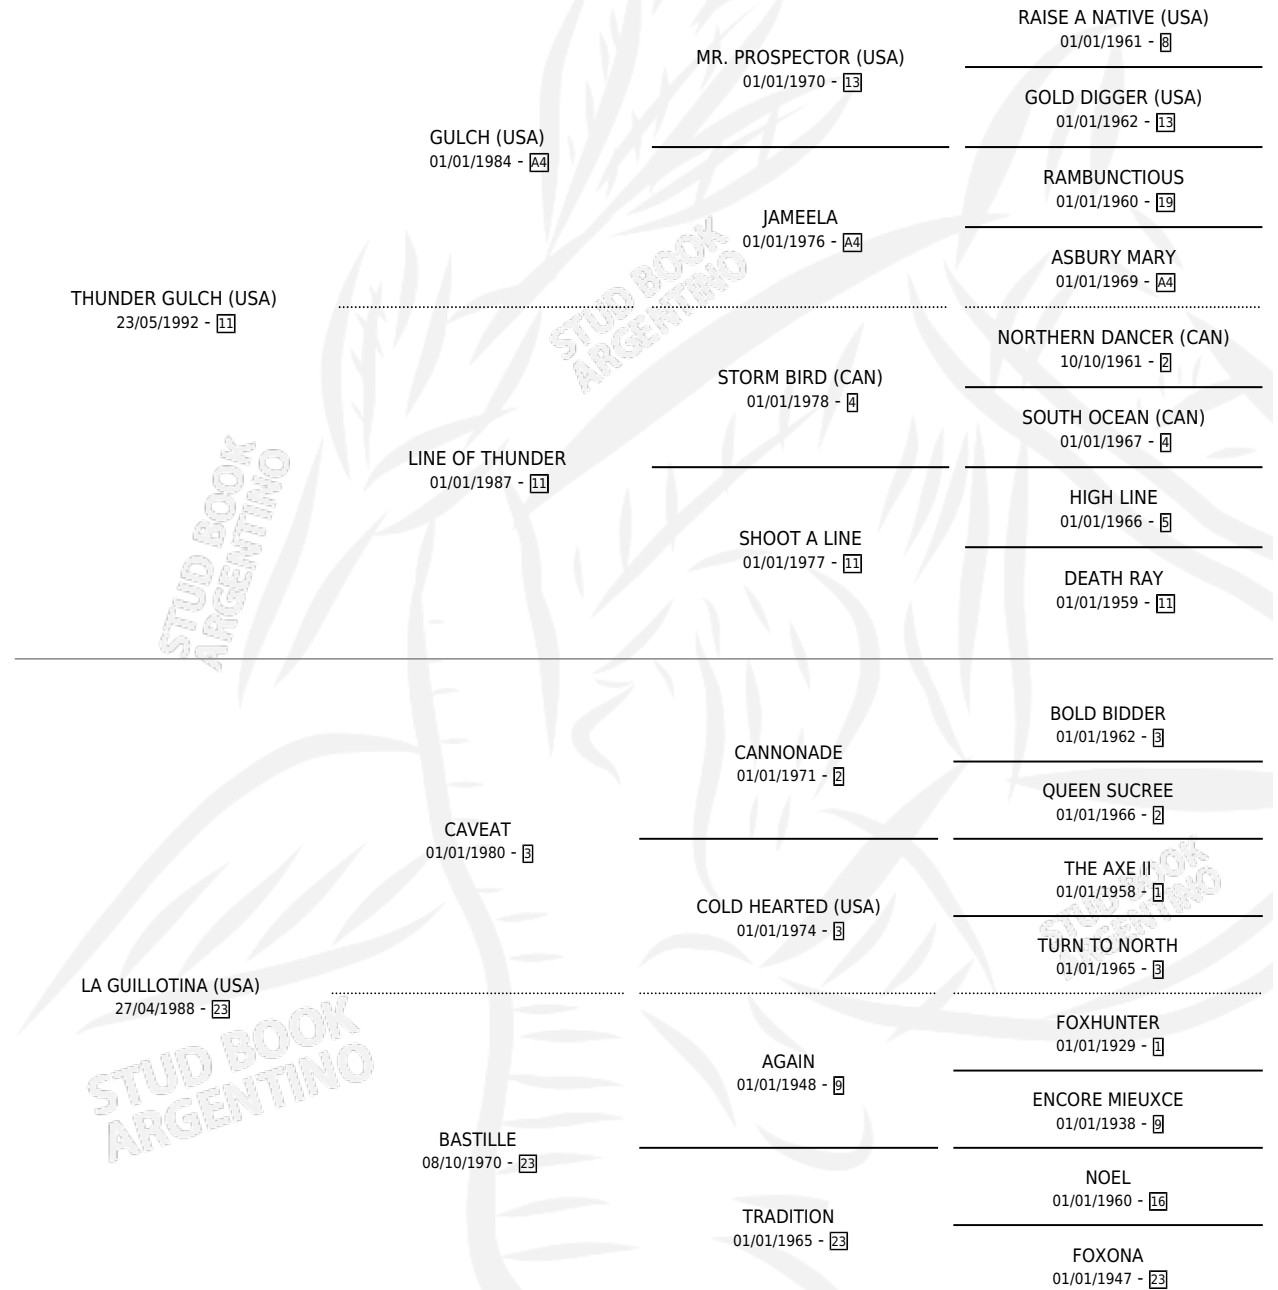 RAISE A NATIVE (USA)
01/01/1961 - 8
MR. PROSPECTOR (USA)
01/01/1970 - 13
GOLD DIGGER (USA)
01/01/1962 - 13
GULCH (USA)
01/01/1984 - A4
RAMBUNCTIOUS
01/01/1960 - 19
JAMEELA
01/01/1976 - A4
ASBURY MARY
01/01/1969 - A4
THUNDER GULCH (USA)
23/05/1992 - 11
NORTHERN DANCER (CAN)
10/10/1961 - 2
STORM BIRD (CAN)
01/01/1978 - 4
SOUTH OCEAN (CAN)
01/01/1967 - 4
LINE OF THUNDER
01/01/1987 - 11
HIGH LINE
01/01/1966 - 5
SHOOT A LINE
01/01/1977 - 11
DEATH RAY
01/01/1959 - 11
BOLD BIDDER
01/01/1962 - 3
CANNONADE
01/01/1971 - 2
QUEEN SUCREE
01/01/1966 - 2
CAVEAT
01/01/1980 - 3
THE AXE II
01/01/1958 - 1
COLD HEARTED (USA)
01/01/1974 - 3
TURN TO NORTH
01/01/1965 - 3
LA GUILLOTINA (USA)
27/04/1988 - 23
FOXHUNTER
01/01/1929 - 1
AGAIN
01/01/1948 - 9
ENCORE MIEUXCE
01/01/1938 - 9
BASTILLE
08/10/1970 - 23
NOEL
01/01/1960 - 16
TRADITION
01/01/1965 - 23
FOXONA
01/01/1947 - 23
STUD BOOK
ARGENTINO
STUD BOOK
ARGENTINO
STUD BOOK
ARGENTINO
STUD BOOK
ARGENTINO